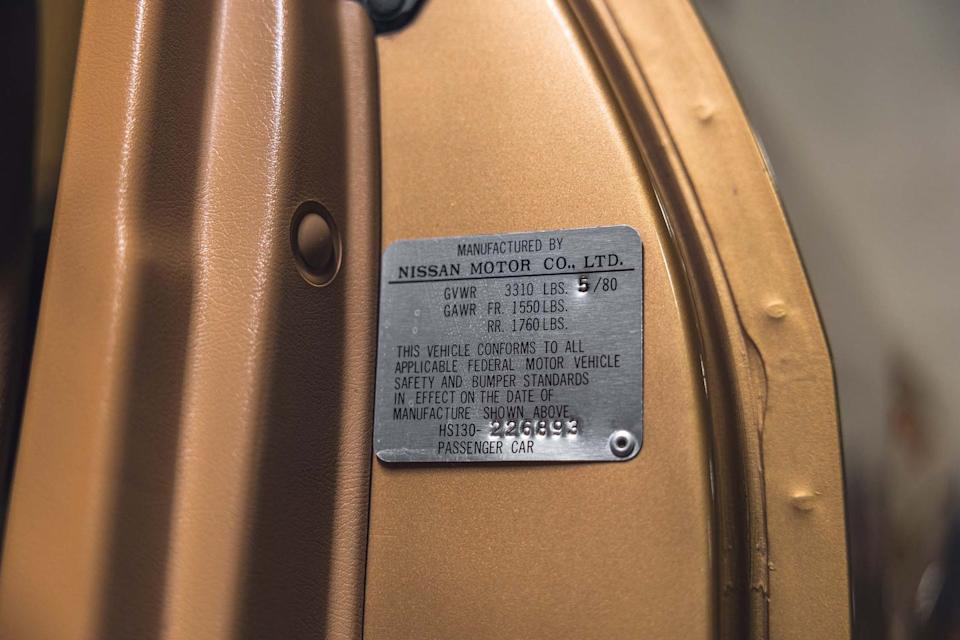 MANUFACTURED BY
NISSAN MOTOR CO., LTD.
GVWR 3310 LBS. 5/80
GAWR FR. 1550 LBS.
RR. 1760 LBS.
THIS VEHICLE CONFORMS TO ALL
APPLICABLE FEDERAL MOTOR VEHICLE
SAFETY AND BUMPER STANDARDS
IN EFFECT ON THE DATE OF
MANUFACTURE SHOWN ABOVE.
HS130-226893
PASSENGER CAR